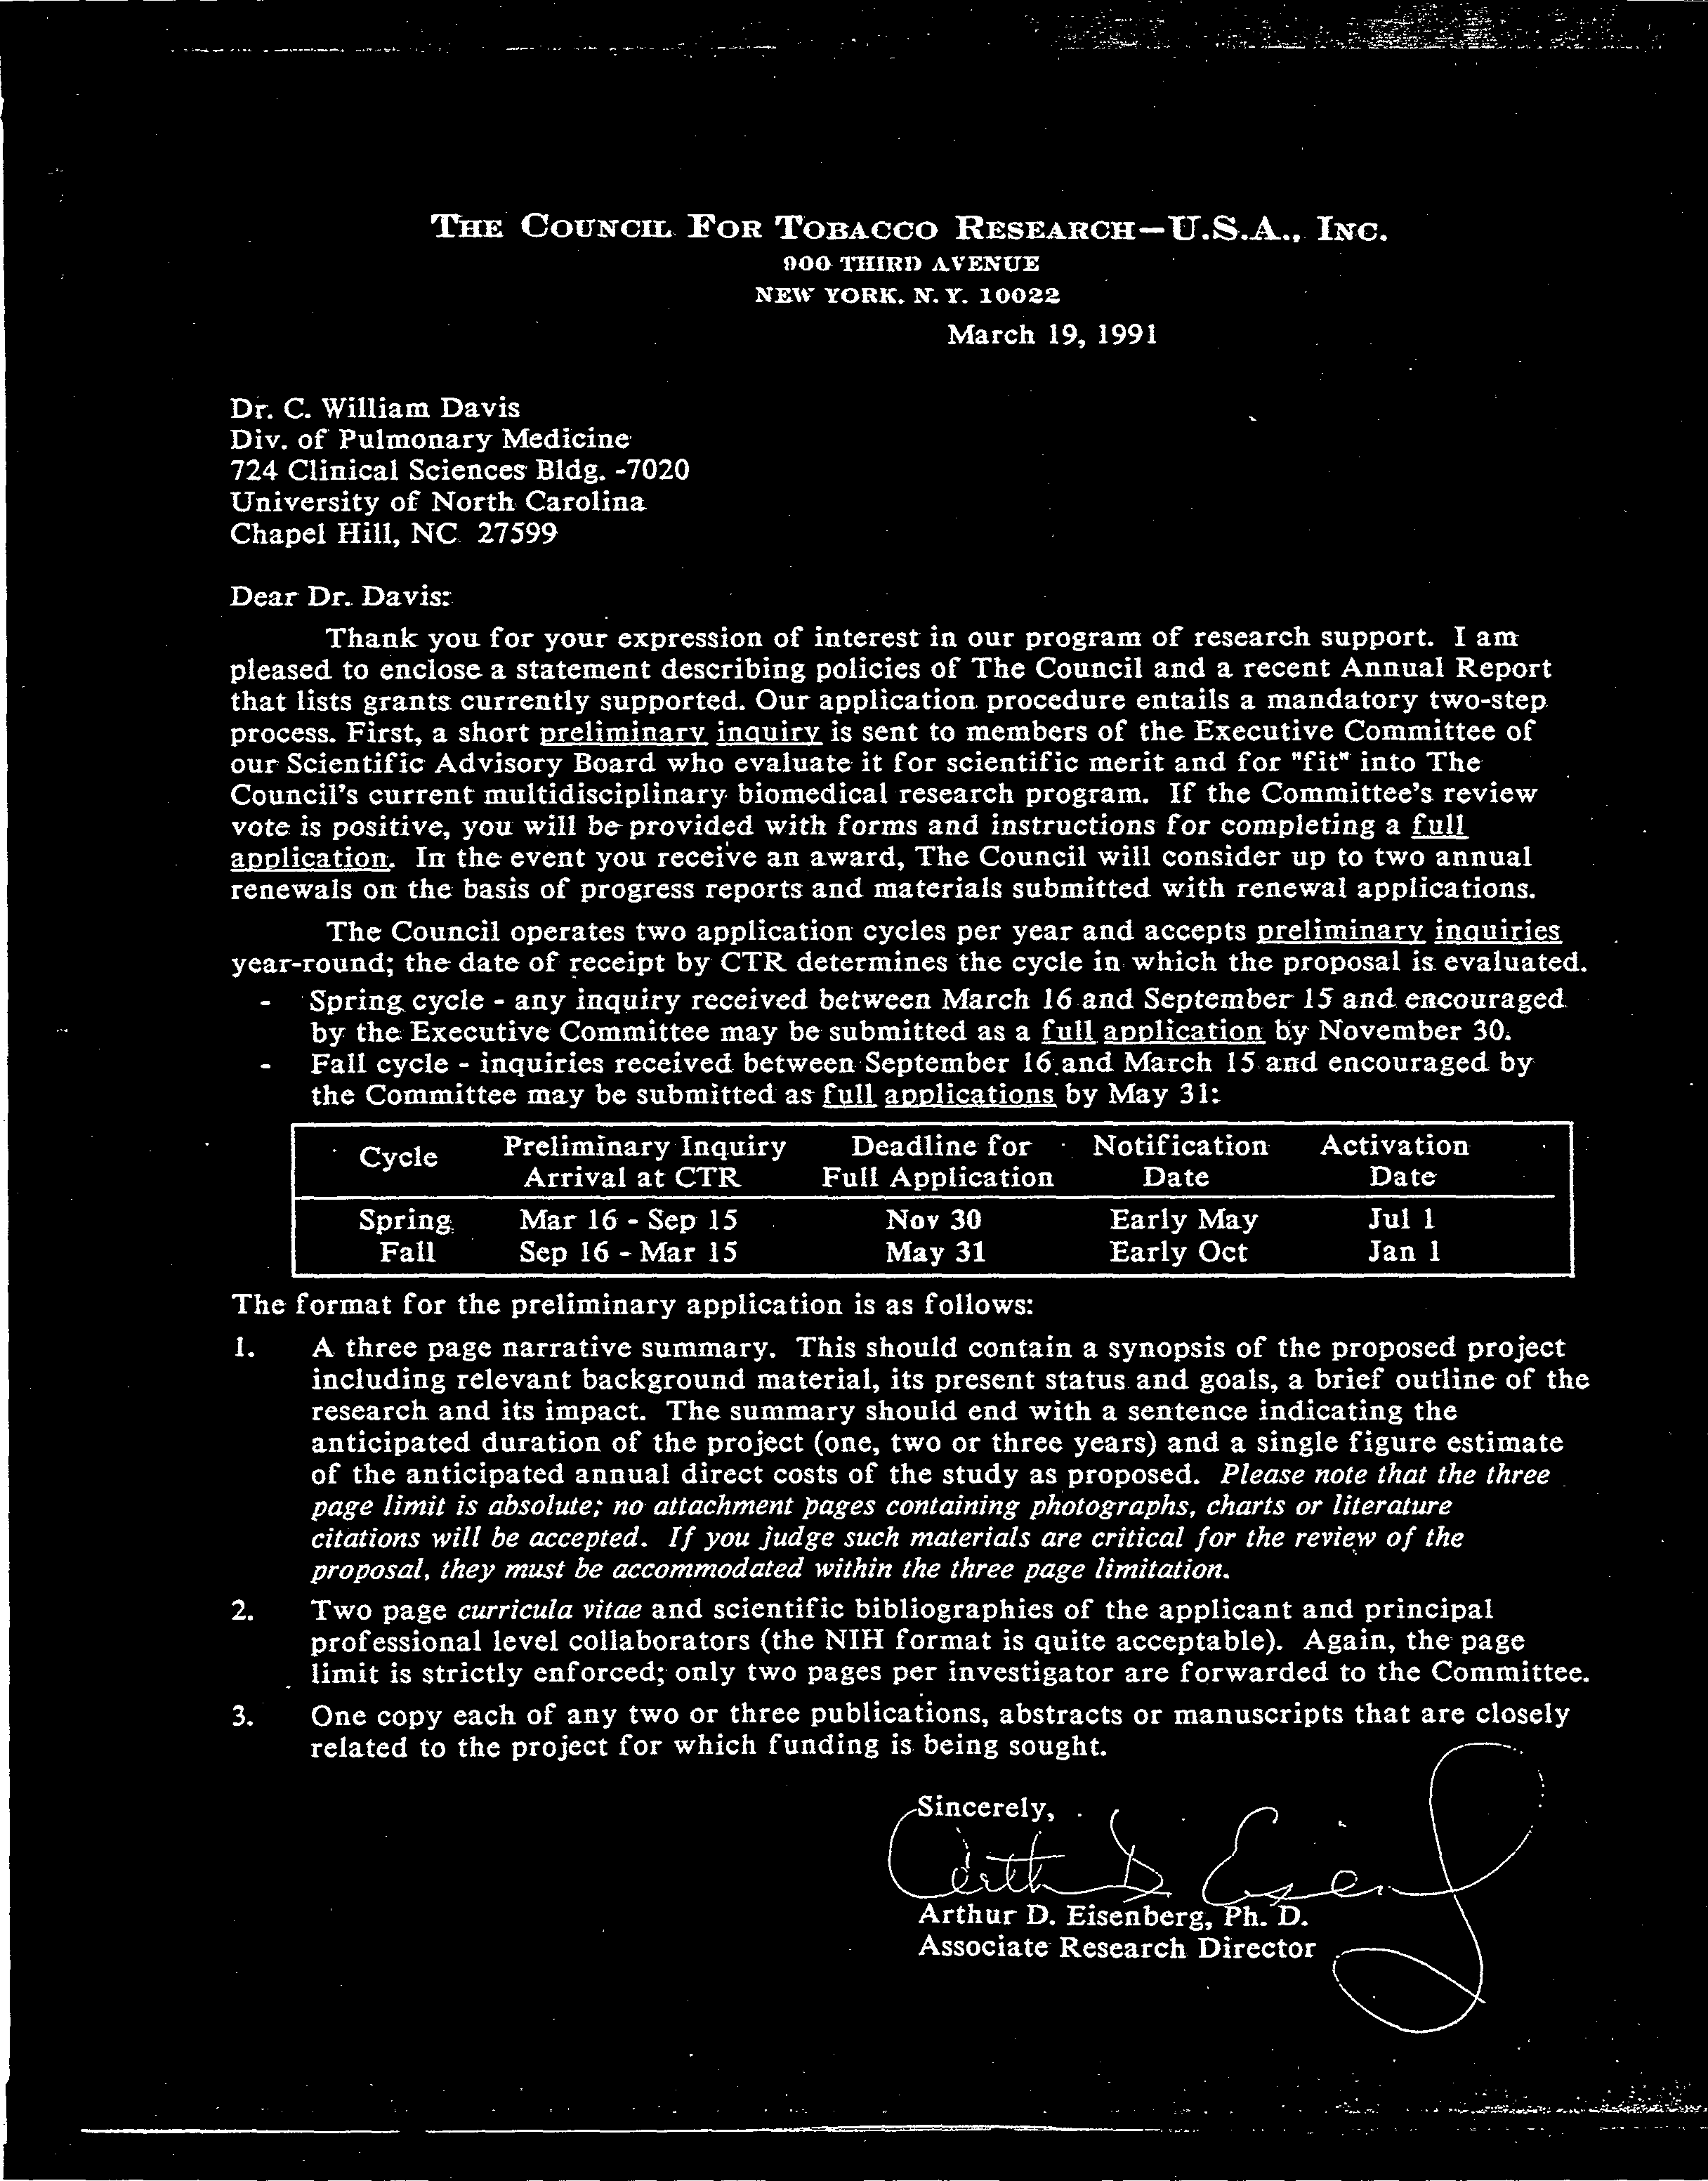 THE COUNCIL FOR TOBACCO RESEARCH—U.S.A., INC.
900 THIRD AVENUE
NEW YORK, N. Y. 10022
March 19, 1991
Dr. C. William Davis
Div. of Pulmonary Medicine
724 Clinical Sciences Bldg. -7020
University of North Carolina
Chapel Hill, NC 27599
Dear Dr. Davis:
Thank you for your expression of interest in our program of research support. I am
pleased to enclose a statement describing policies of The Council and a recent Annual Report
that lists grants currently supported. Our application procedure entails a mandatory two-step
process. First, a short preliminary inquiry is sent to members of the Executive Committee of
our Scientific Advisory Board who evaluate it for scientific merit and for "fit" into The
Council's current multidisciplinary biomedical research program. If the Committee's review
vote is positive, you will be provided with forms and instructions for completing a full
application. In the event you receive an award, The Council will consider up to two annual
renewals on the basis of progress reports and materials submitted with renewal applications.
The Council operates two application cycles per year and accepts preliminary inquiries
year-round; the date of receipt by CTR determines the cycle in which the proposal is evaluated.
- Spring cycle - any inquiry received between March 16 and September 15 and encouraged
by the Executive Committee may be submitted as a full application by November 30.
- Fall cycle - inquiries received between September 16 and March 15 and encouraged by
the Committee may be submitted as full applications by May 31:
Cycle Preliminary Inquiry Deadline for Notification Activation
Arrival at CTR Full Application Date Date
Spring Mar 16 - Sep 15 Nov 30 Early May Jul 1
Fall Sep 16 - Mar 15 May 31 Early Oct Jan 1
The format for the preliminary application is as follows:
1. A three page narrative summary. This should contain a synopsis of the proposed project
including relevant background material, its present status and goals, a brief outline of the
research and its impact. The summary should end with a sentence indicating the
anticipated duration of the project (one, two or three years) and a single figure estimate
of the anticipated annual direct costs of the study as proposed. Please note that the three
page limit is absolute; no attachment pages containing photographs, charts or literature
citations will be accepted. If you judge such materials are critical for the review of the
proposal, they must be accommodated within the three page limitation.
2. Two page curricula vitae and scientific bibliographies of the applicant and principal
professional level collaborators (the NIH format is quite acceptable). Again, the page
limit is strictly enforced; only two pages per investigator are forwarded to the Committee.
3. One copy each of any two or three publications, abstracts or manuscripts that are closely
related to the project for which funding is being sought.
Sincerely,
Arthur D. Eisenberg, Ph. D.
Associate Research Director